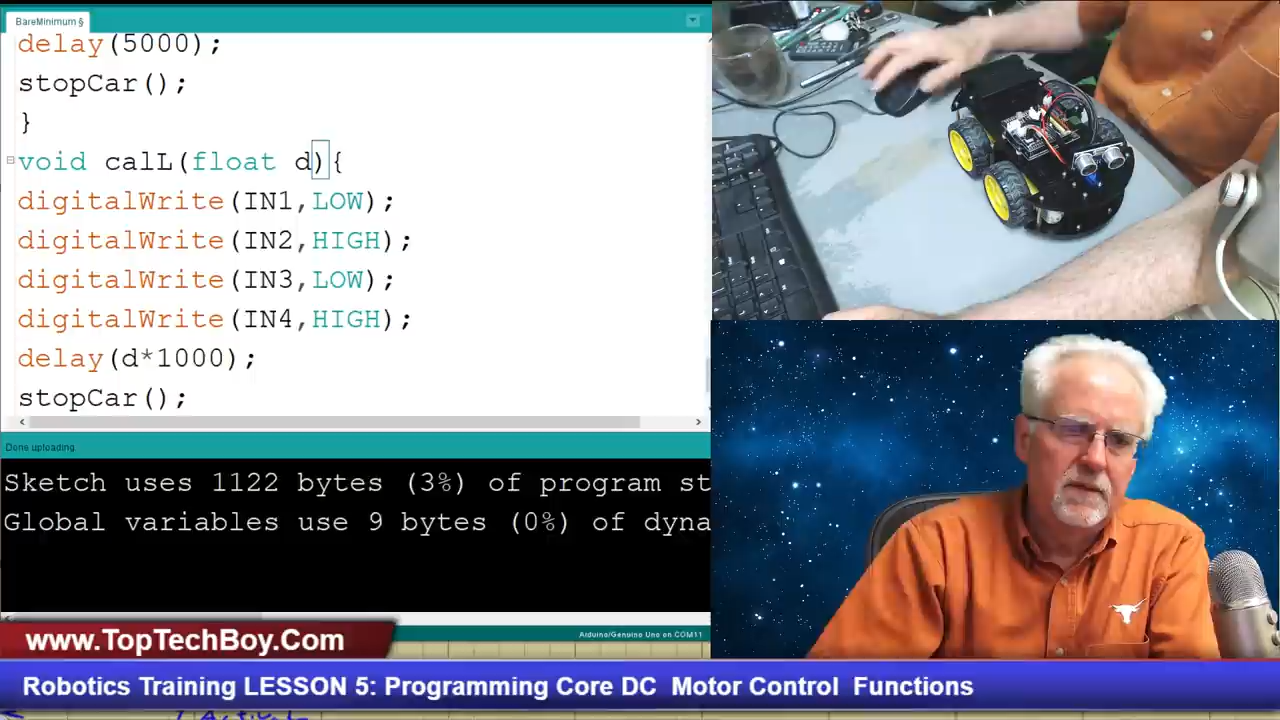 BareMinimum §
delay(5000);
stopCar();
}
void calL(float d){
digitalWrite(IN1,LOW);
digitalWrite(IN2,HIGH);
digitalWrite(IN3,LOW);
digitalWrite(IN4,HIGH);
delay(d*1000);
stopCar();
Done uploading.
Sketch uses 1122 bytes (3%) of program st
Global variables use 9 bytes (0%) of dyna
Arduino/Genuino Uno on COM11
www.TopTechBoy.Com
Robotics Training LESSON 5: Programming Core DC Motor Control Functions